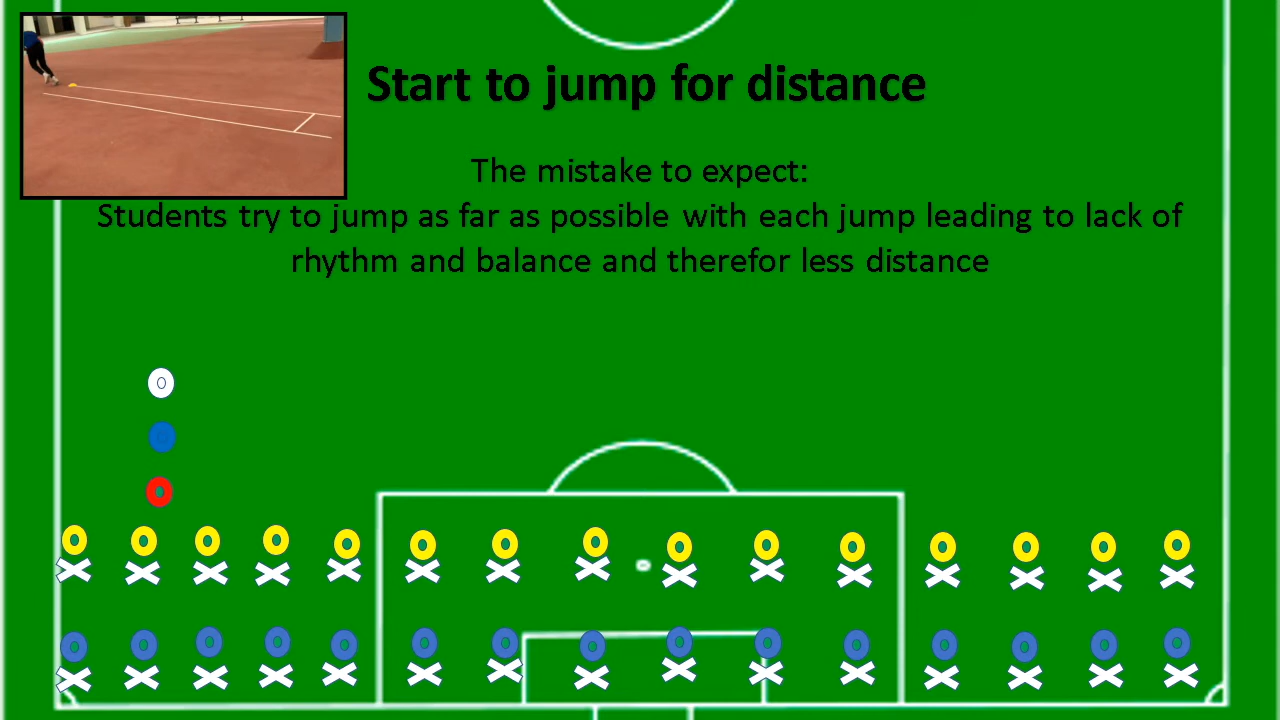 Start to jump for distance
The mistake to expect:
Students try to jump as far as possible with each jump leading to lack of
rhythm and balance and therefor less distance